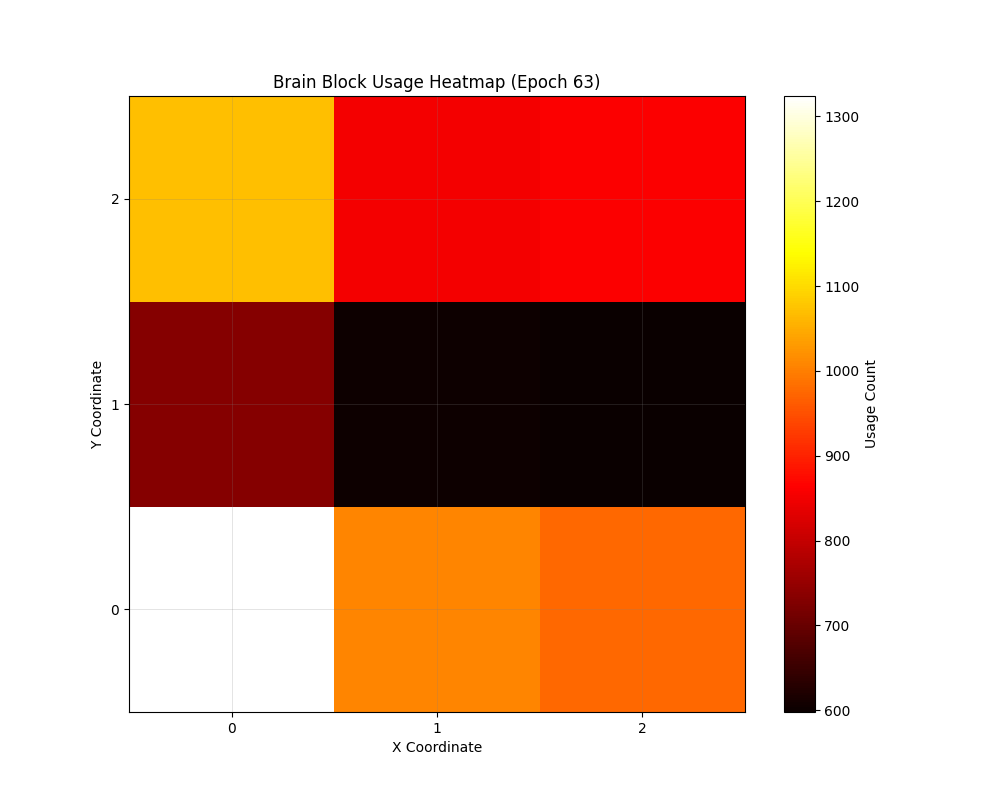 Brain Block Usage Heatmap (Epoch 63)
2
1
0
Y Coordinate
0 1 2
X Coordinate
1300
1200
1100
1000
900
800
700
600
Usage Count